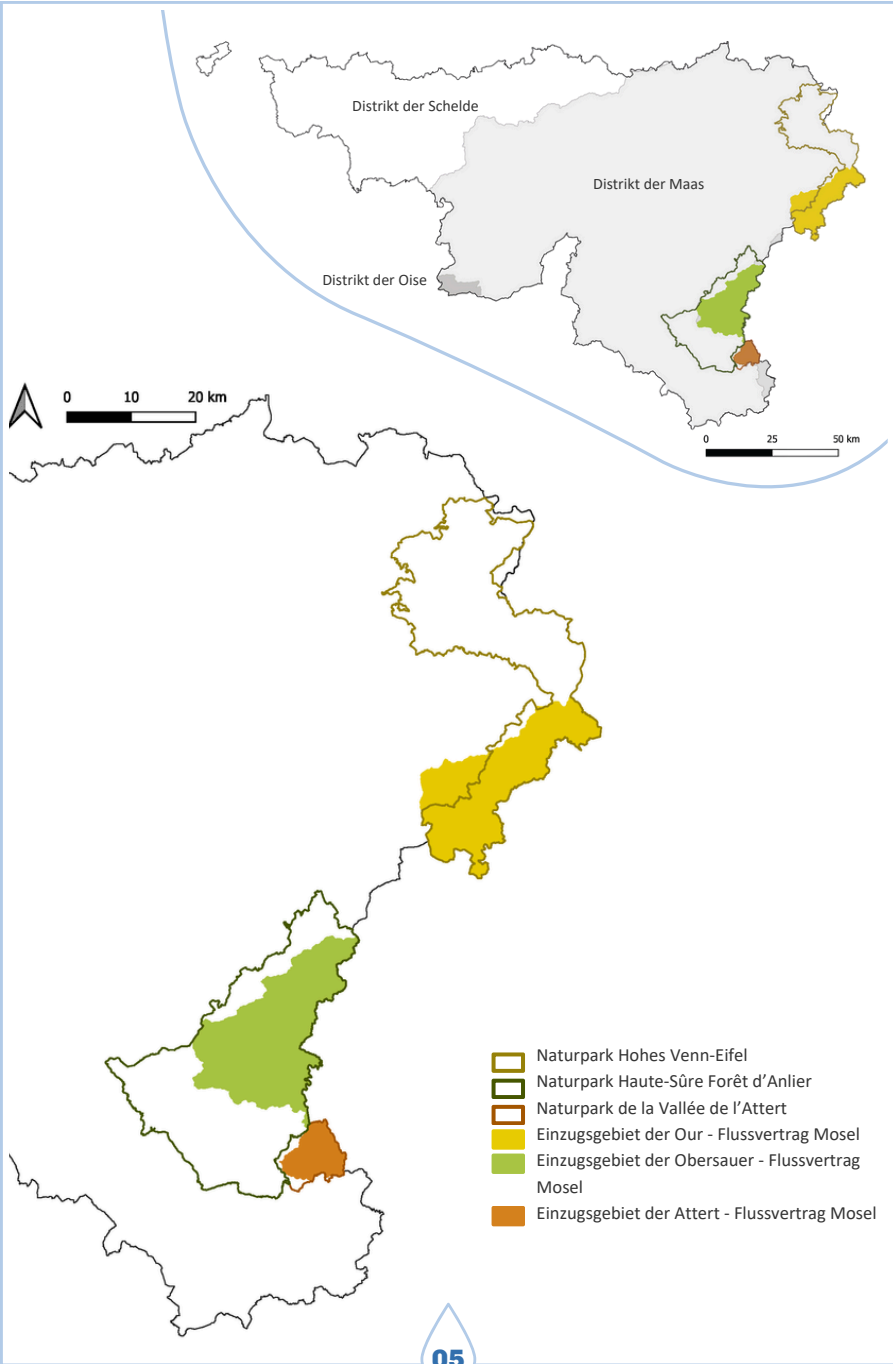 Distrikt der Schelde
Distrikt der Maas
Distrikt der Oise
0 25 50 km
0 10 20 km
Naturpark Hohes Venn-Eifel
Naturpark Haute-Sûre Forêt d’Anlier
Naturpark de la Vallée de l’Attert
Einzugsgebiet der Our - Flussvertrag Mosel
Einzugsgebiet der Obersauer - Flussvertrag
Mosel
Einzugsgebiet der Attert - Flussvertrag Mosel
05